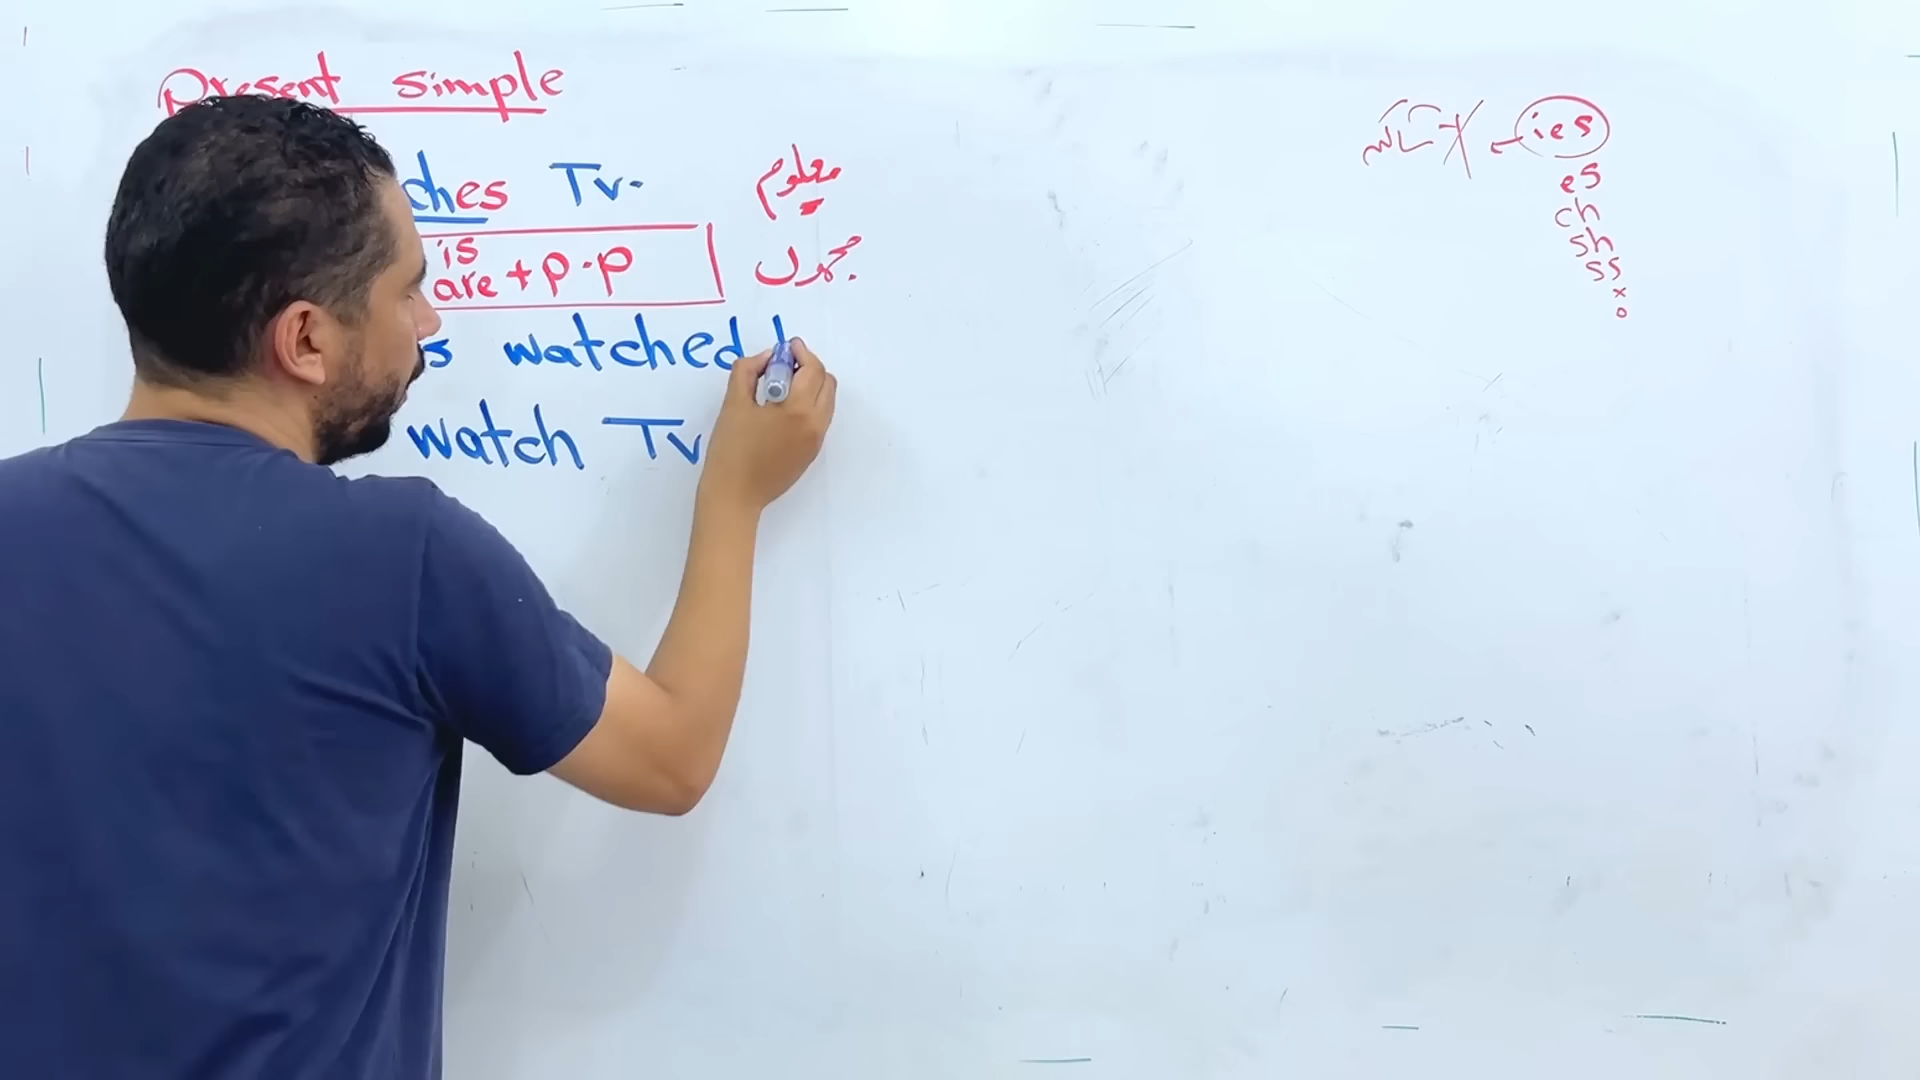 Present simple
ches Tv.
معلوم
is
are + p.p
مجهول
s watched
watch Tv
ies
es
ch
sh
ss
x
o